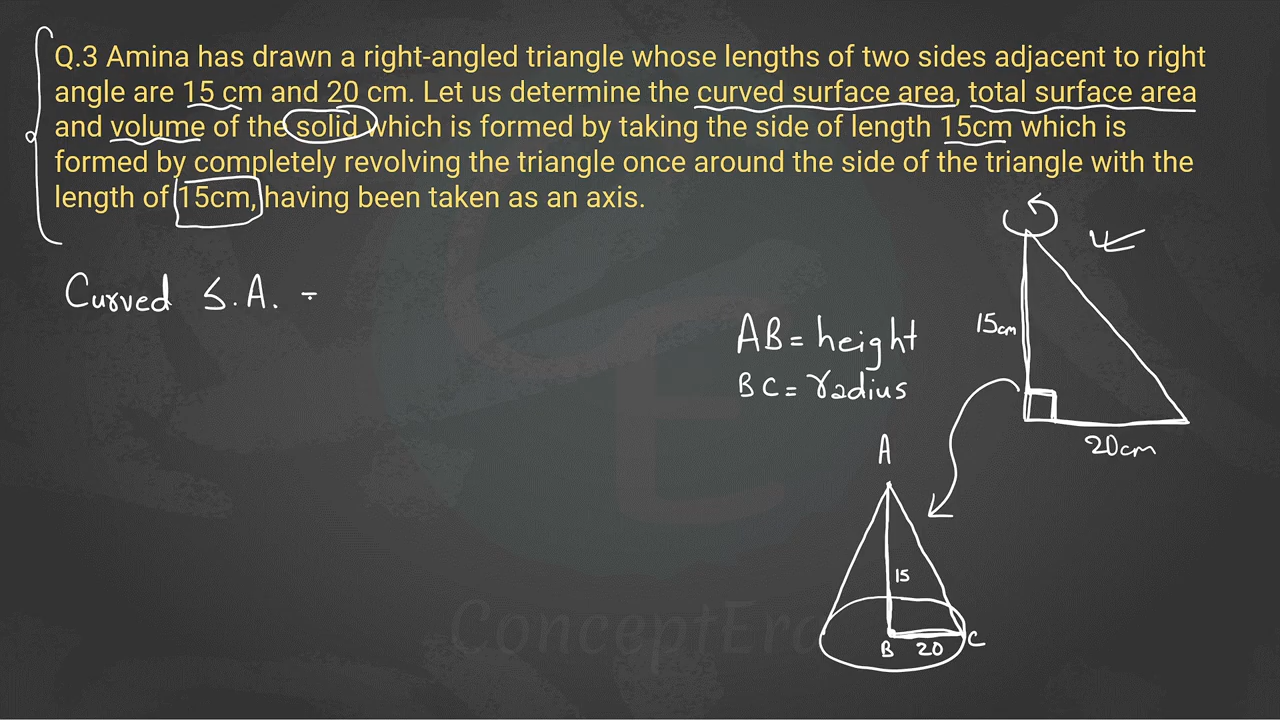 Q.3 Amina has drawn a right-angled triangle whose lengths of two sides adjacent to right
angle are 15 cm and 20 cm. Let us determine the curved surface area, total surface area
and volume of the solid which is formed by taking the side of length 15cm which is
formed by completely revolving the triangle once around the side of the triangle with the
length of 15cm, having been taken as an axis.
Curved S.A. =
15cm
20cm
AB = height
BC = radius
A
15
B 20 C
ConceptEra